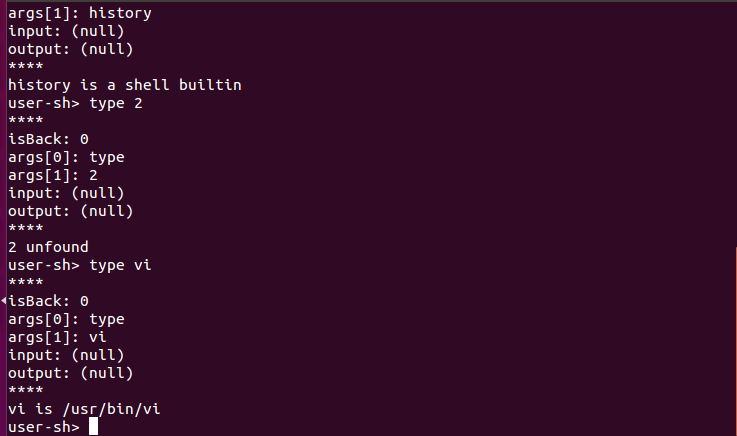 args[1]: history
input: (null)
output: (null)
****
history is a shell builtin
user-sh> type 2
****
isBack: 0
args[0]: type
args[1]: 2
input: (null)
output: (null)
****
2 unfound
user-sh> type vi
****
isBack: 0
args[0]: type
args[1]: vi
input: (null)
output: (null)
****
vi is /usr/bin/vi
user-sh>